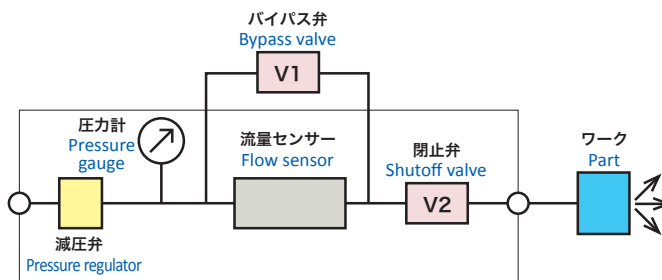 バイパス弁
Bypass valve
V1
圧力計
Pressure
gauge
流量センサー
Flow sensor
閉止弁
Shutoff valve
V2
ワーク
Part
減圧弁
Pressure regulator